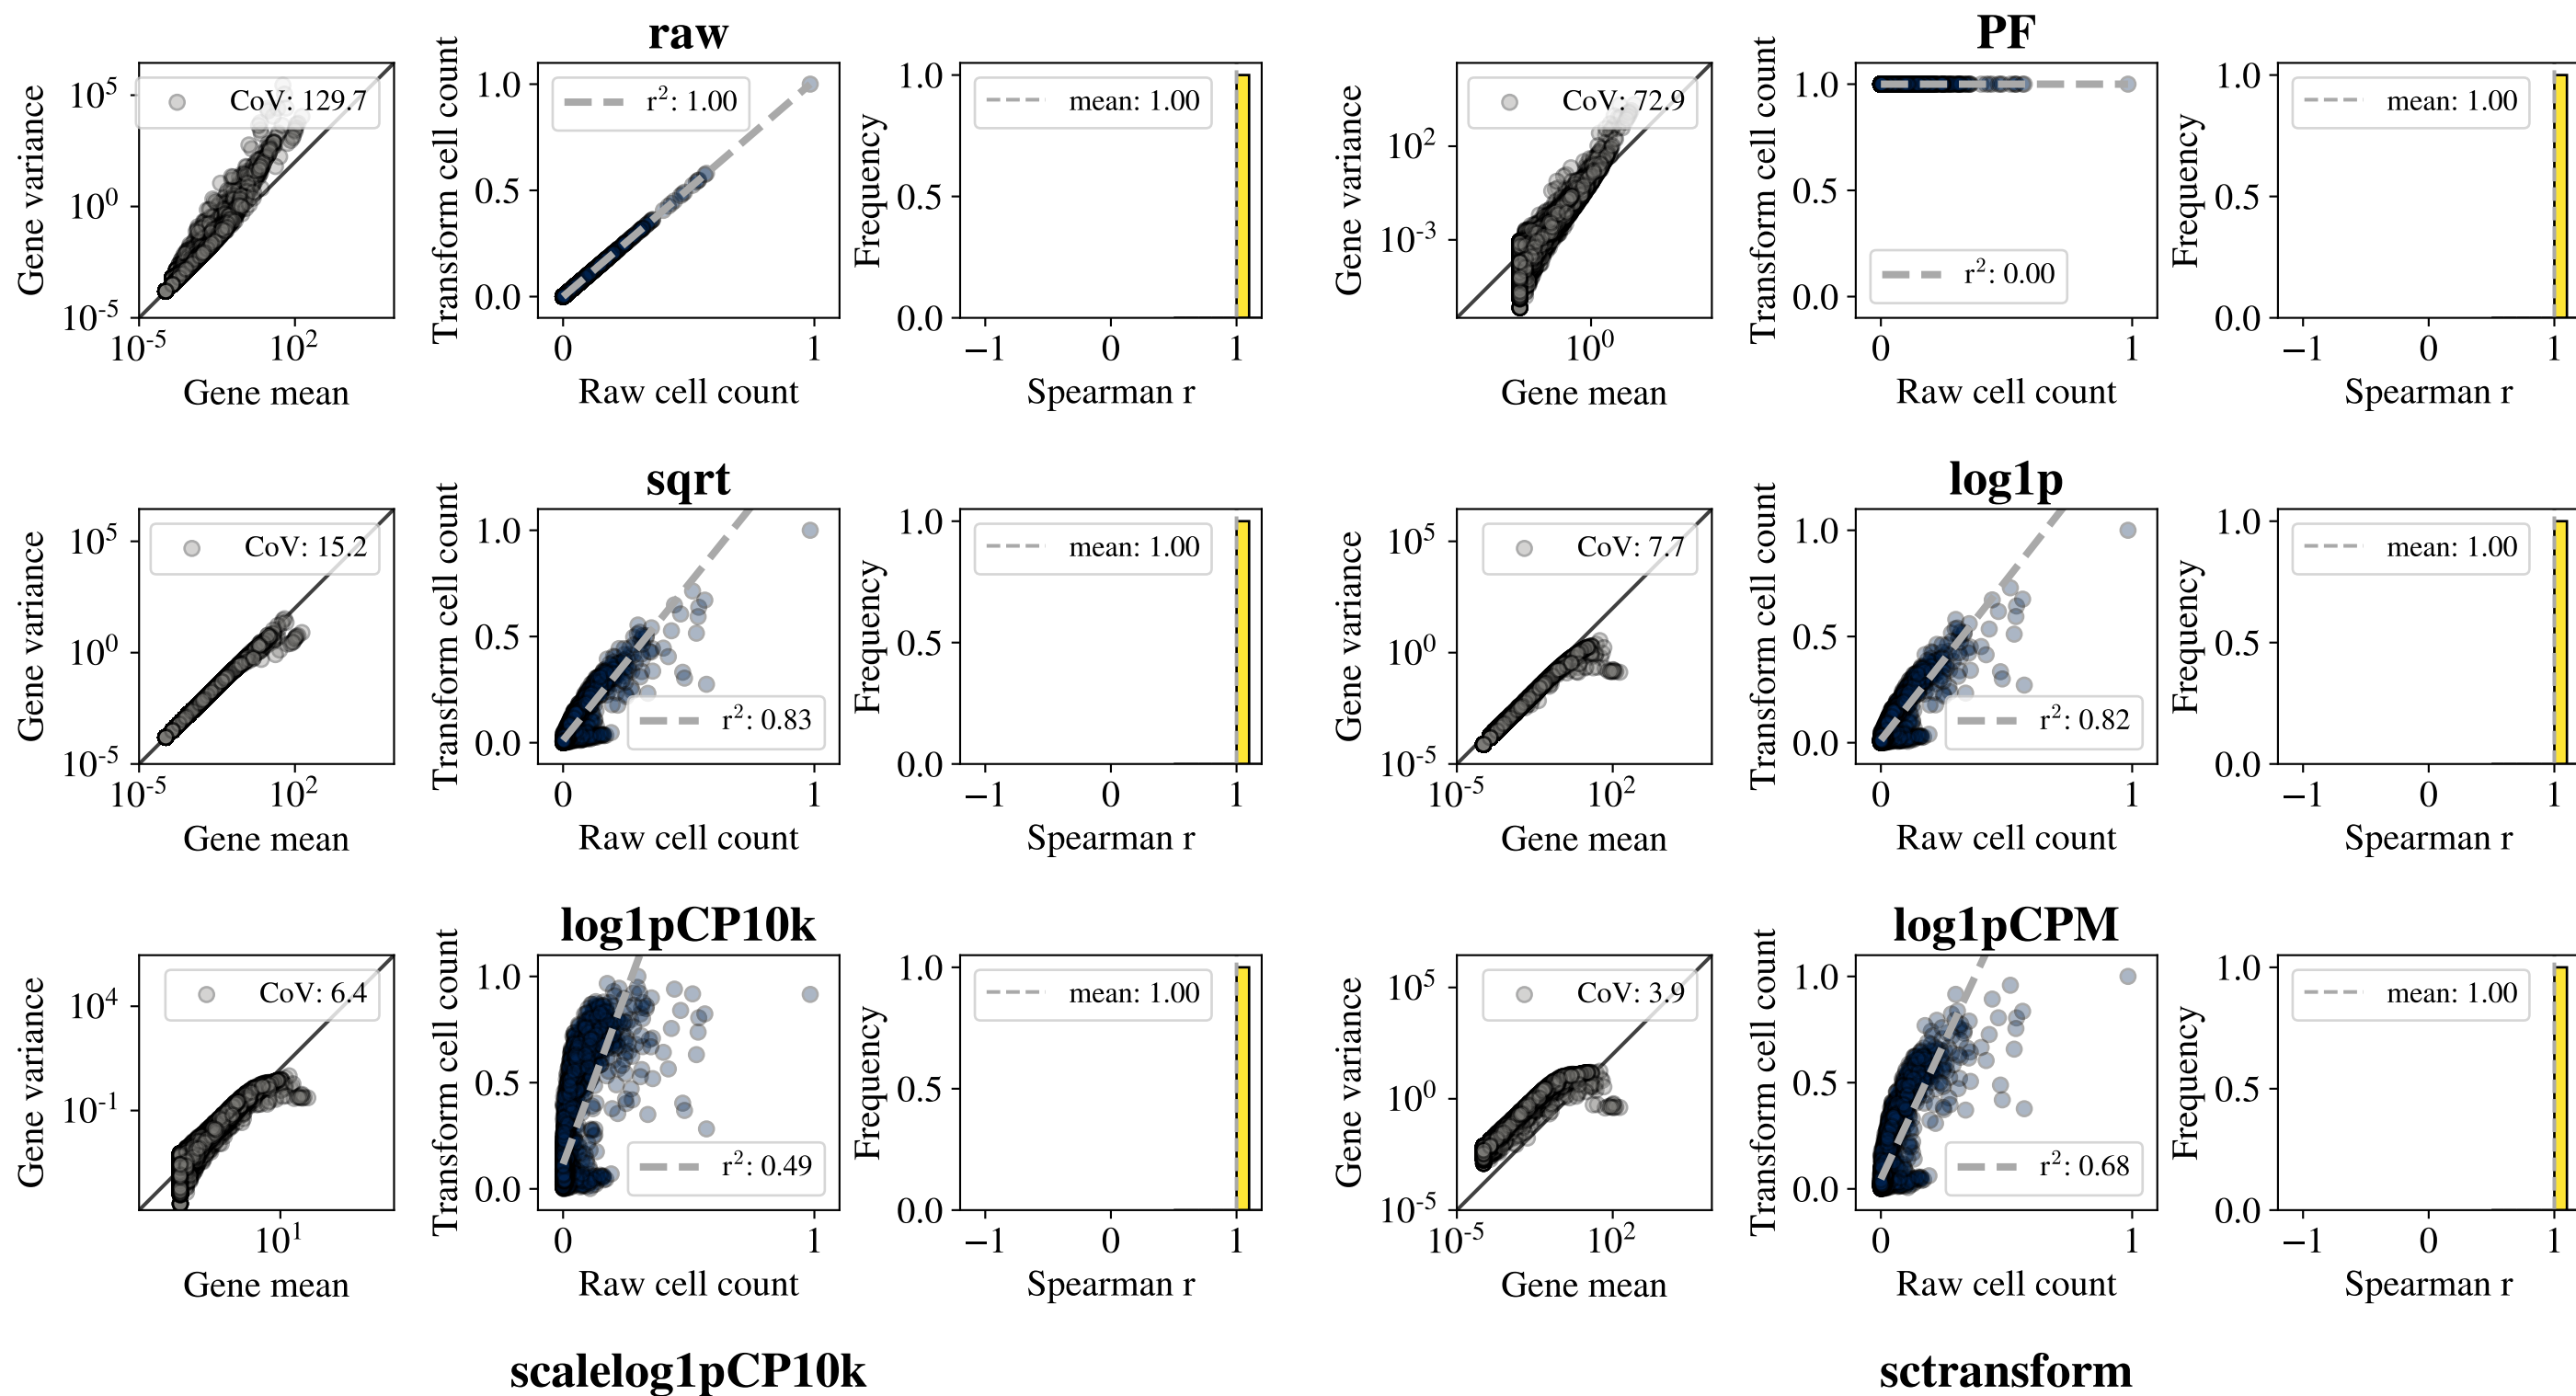 raw
Gene variance
10^5
10^0
10^-5
CoV: 129.7
10^-5
10^2
Gene mean
Transform cell count
1.0
0.5
0.0
r^2: 1.00
0
1
Raw cell count
Frequency
1.0
0.5
0.0
mean: 1.00
−1
0
1
Spearman r
PF
Gene variance
10^2
10^-3
CoV: 72.9
10^0
Gene mean
Transform cell count
1.0
0.5
0.0
r^2: 0.00
0
1
Raw cell count
Frequency
1.0
0.5
0.0
mean: 1.00
−1
0
1
Spearman r
sqrt
Gene variance
10^5
10^0
10^-5
CoV: 15.2
10^-5
10^2
Gene mean
Transform cell count
1.0
0.5
0.0
r^2: 0.83
0
1
Raw cell count
Frequency
1.0
0.5
0.0
mean: 1.00
−1
0
1
Spearman r
log1p
Gene variance
10^5
10^0
10^-5
CoV: 7.7
10^-5
10^2
Gene mean
Transform cell count
1.0
0.5
0.0
r^2: 0.82
0
1
Raw cell count
Frequency
1.0
0.5
0.0
mean: 1.00
−1
0
1
Spearman r
log1pCP10k
Gene variance
10^4
10^-1
CoV: 6.4
10^1
Gene mean
Transform cell count
1.0
0.5
0.0
r^2: 0.49
0
1
Raw cell count
Frequency
1.0
0.5
0.0
mean: 1.00
−1
0
1
Spearman r
log1pCPM
Gene variance
10^5
10^0
10^-5
CoV: 3.9
10^-5
10^2
Gene mean
Transform cell count
1.0
0.5
0.0
r^2: 0.68
0
1
Raw cell count
Frequency
1.0
0.5
0.0
mean: 1.00
−1
0
1
Spearman r
scalelog1pCP10k
sctransform